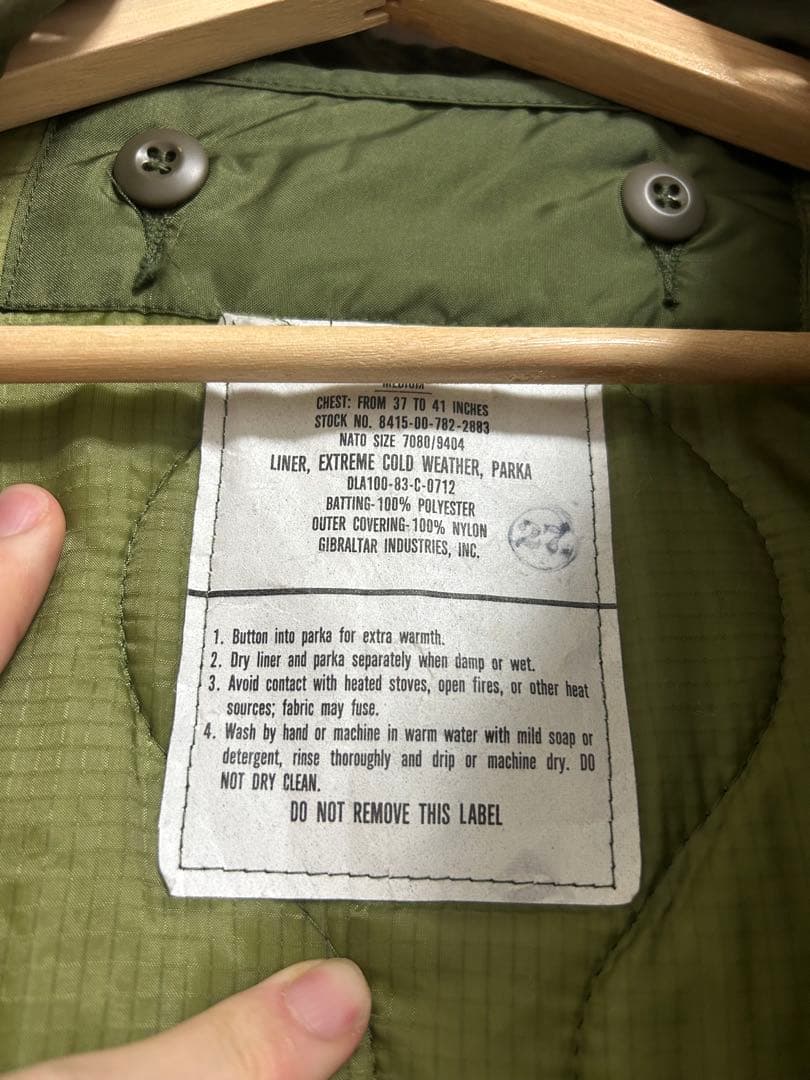 MEDIUM
CHEST: FROM 37 TO 41 INCHES
STOCK NO. 8415-00-782-2883
NATO SIZE 7080/9404
LINER, EXTREME COLD WEATHER, PARKA
DLA100-83-C-0712
BATTING-100% POLYESTER
OUTER COVERING-100% NYLON
GIBRALTAR INDUSTRIES, INC.
27
1. Button into parka for extra warmth.
2. Dry liner and parka separately when damp or wet.
3. Avoid contact with heated stoves, open fires, or other heat
sources; fabric may fuse.
4. Wash by hand or machine in warm water with mild soap or
detergent, rinse thoroughly and drip or machine dry. DO
NOT DRY CLEAN.
DO NOT REMOVE THIS LABEL